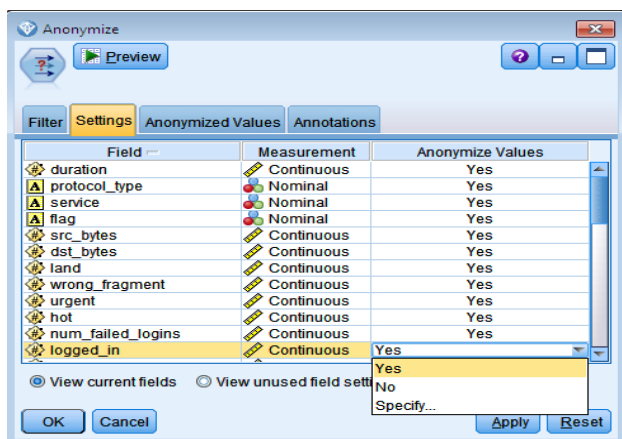 Anonymize
Preview
Filter Settings Anonymized Values Annotations
Field Measurement Anonymize Values
duration Continuous Yes
A protocol_type Nominal Yes
A service Nominal Yes
A flag Nominal Yes
src_bytes Continuous Yes
dst_bytes Continuous Yes
land Continuous Yes
wrong_fragment Continuous Yes
urgent Continuous Yes
hot Continuous Yes
num_failed_logins Continuous Yes
logged_in Continuous Yes
Yes
No
Specify...
View current fields View unused field setti
OK Cancel Apply Reset